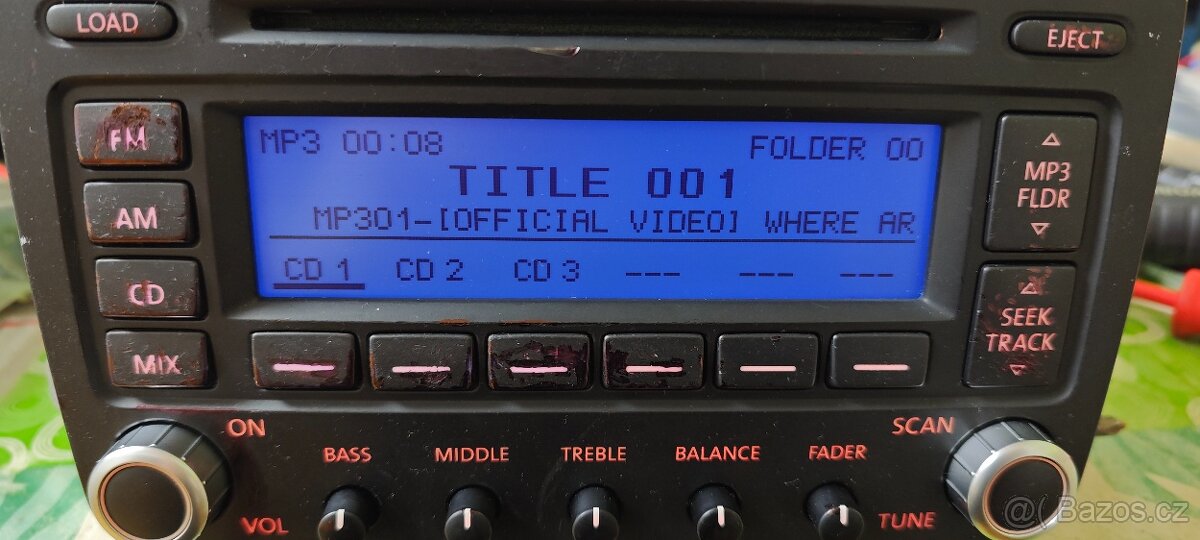 LOAD
EJECT
FM
AM
CD
MIX
MP3 00:08
FOLDER 00
TITLE 001
MP301-[OFFICIAL VIDEO] WHERE AR
CD 1 CD 2 CD 3 --- --- ---
MP3
FLDR
SEEK
TRACK
ON
SCAN
BASS
MIDDLE
TREBLE
BALANCE
FADER
VOL
TUNE
@ Bazos.cz